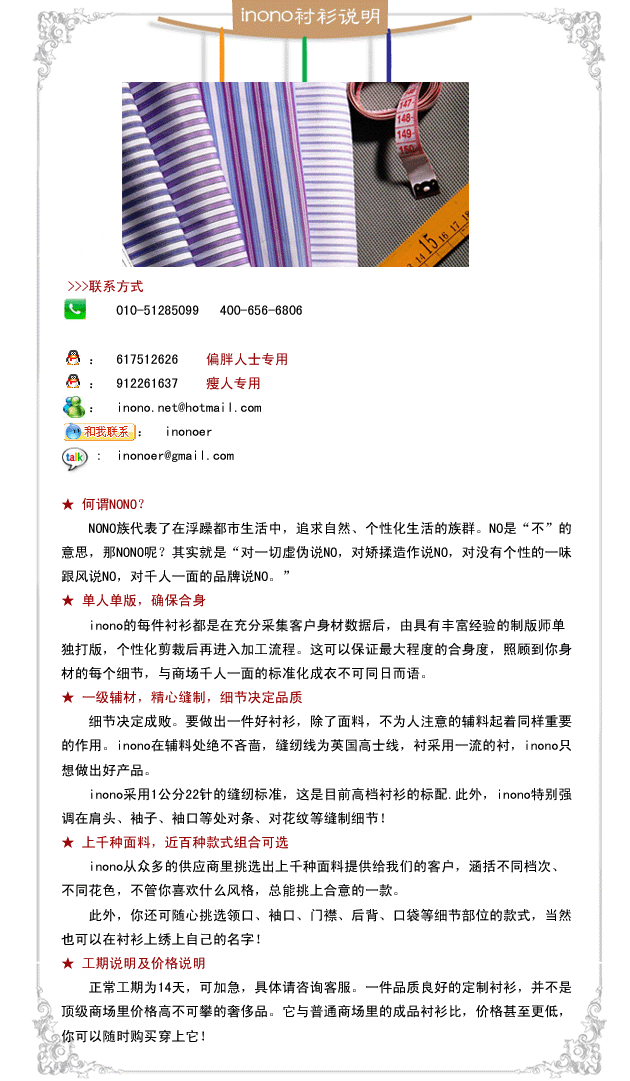 inono衬衫说明
147
148
149
150
15 16 17 18
>>>联系方式
010-51285099 400-656-6806
： 617512626 偏胖人士专用
： 912261637 瘦人专用
： inono.net@hotmail.com
和我联系： inonoer
talk ： inonoer@gmail.com
★ 何谓NONO？
NONO族代表了在浮躁都市生活中，追求自然、个性化生活的族群。NO是“不”的
意思，那NONO呢？其实就是“对一切虚伪说NO，对矫揉造作说NO，对没有个性的一味
跟风说NO，对千人一面的品牌说NO。”
★ 单人单版，确保合身
inono的每件衬衫都是在充分采集客户身材数据后，由具有丰富经验的制版师单
独打版，个性化剪裁后再进入加工流程。这可以保证最大程度的合身度，照顾到你身
材的每个细节，与商场千人一面的标准化成衣不可同日而语。
★ 一级辅材，精心缝制，细节决定品质
细节决定成败。要做出一件好衬衫，除了面料，不为人注意的辅料起着同样重要
的作用。inono在辅料处绝不吝啬，缝纫线为英国高士线，衬采用一流的衬，inono只
想做出好产品。
inono采用1公分22针的缝纫标准，这是目前高档衬衫的标配.此外，inono特别强
调在肩头、袖子、袖口等处对条、对花纹等缝制细节！
★ 上千种面料，近百种款式组合可选
inono从众多的供应商里挑选出上千种面料提供给我们的客户，涵括不同档次、
不同花色，不管你喜欢什么风格，总能挑上合意的一款。
此外，你还可随心挑选领口、袖口、门襟、后背、口袋等细节部位的款式，当然
也可以在衬衫上绣上自己的名字！
★ 工期说明及价格说明
正常工期为14天，可加急，具体请咨询客服。一件品质良好的定制衬衫，并不是
顶级商场里价格高不可攀的奢侈品。它与普通商场里的成品衬衫比，价格甚至更低，
你可以随时购买穿上它！